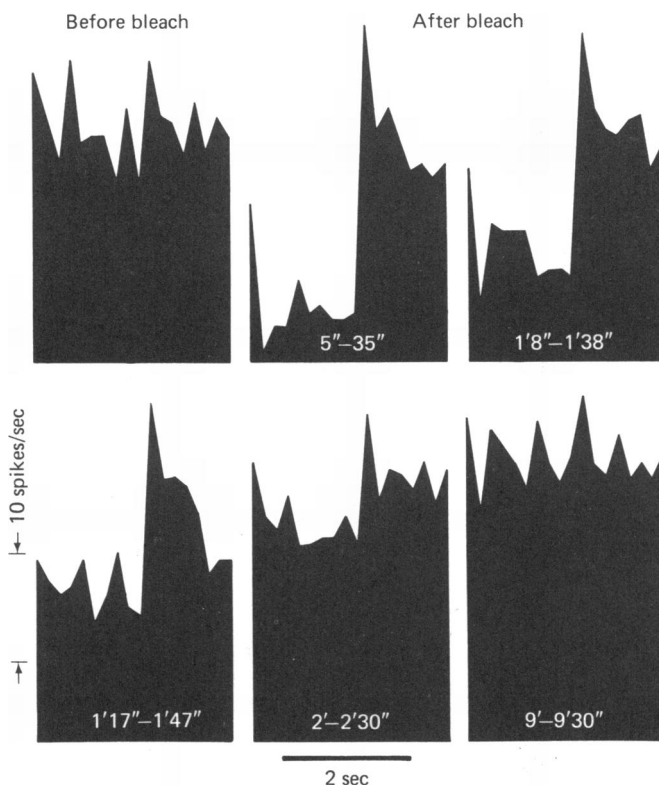 Before bleach
After bleach
5″–35″
1′8″–1′38″
10 spikes/sec
1′17″–1′47″
2′–2′30″
9′–9′30″
2 sec